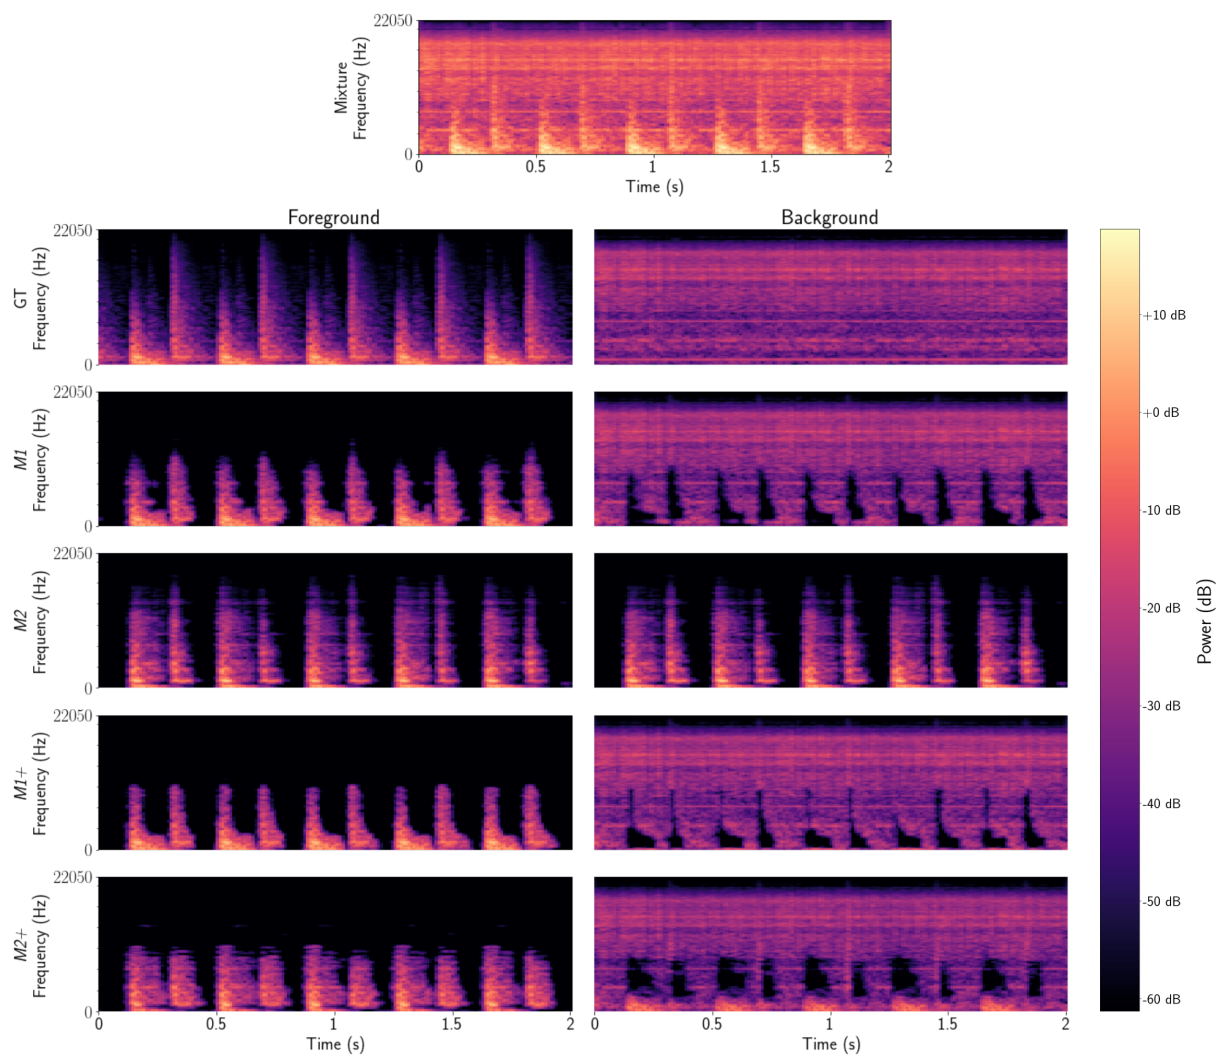 22050
Mixture
Frequency (Hz)
0
0 0.5 1 1.5 2
Time (s)
Foreground Background
22050
GT
Frequency (Hz)
0
22050
M1
Frequency (Hz)
0
22050
M2
Frequency (Hz)
0
22050
M1+
Frequency (Hz)
0
22050
M2+
Frequency (Hz)
0
0 0.5 1 1.5 2
Time (s)
0 0.5 1 1.5 2
Time (s)
+10 dB
+0 dB
-10 dB
-20 dB
-30 dB
-40 dB
-50 dB
-60 dB
Power (dB)